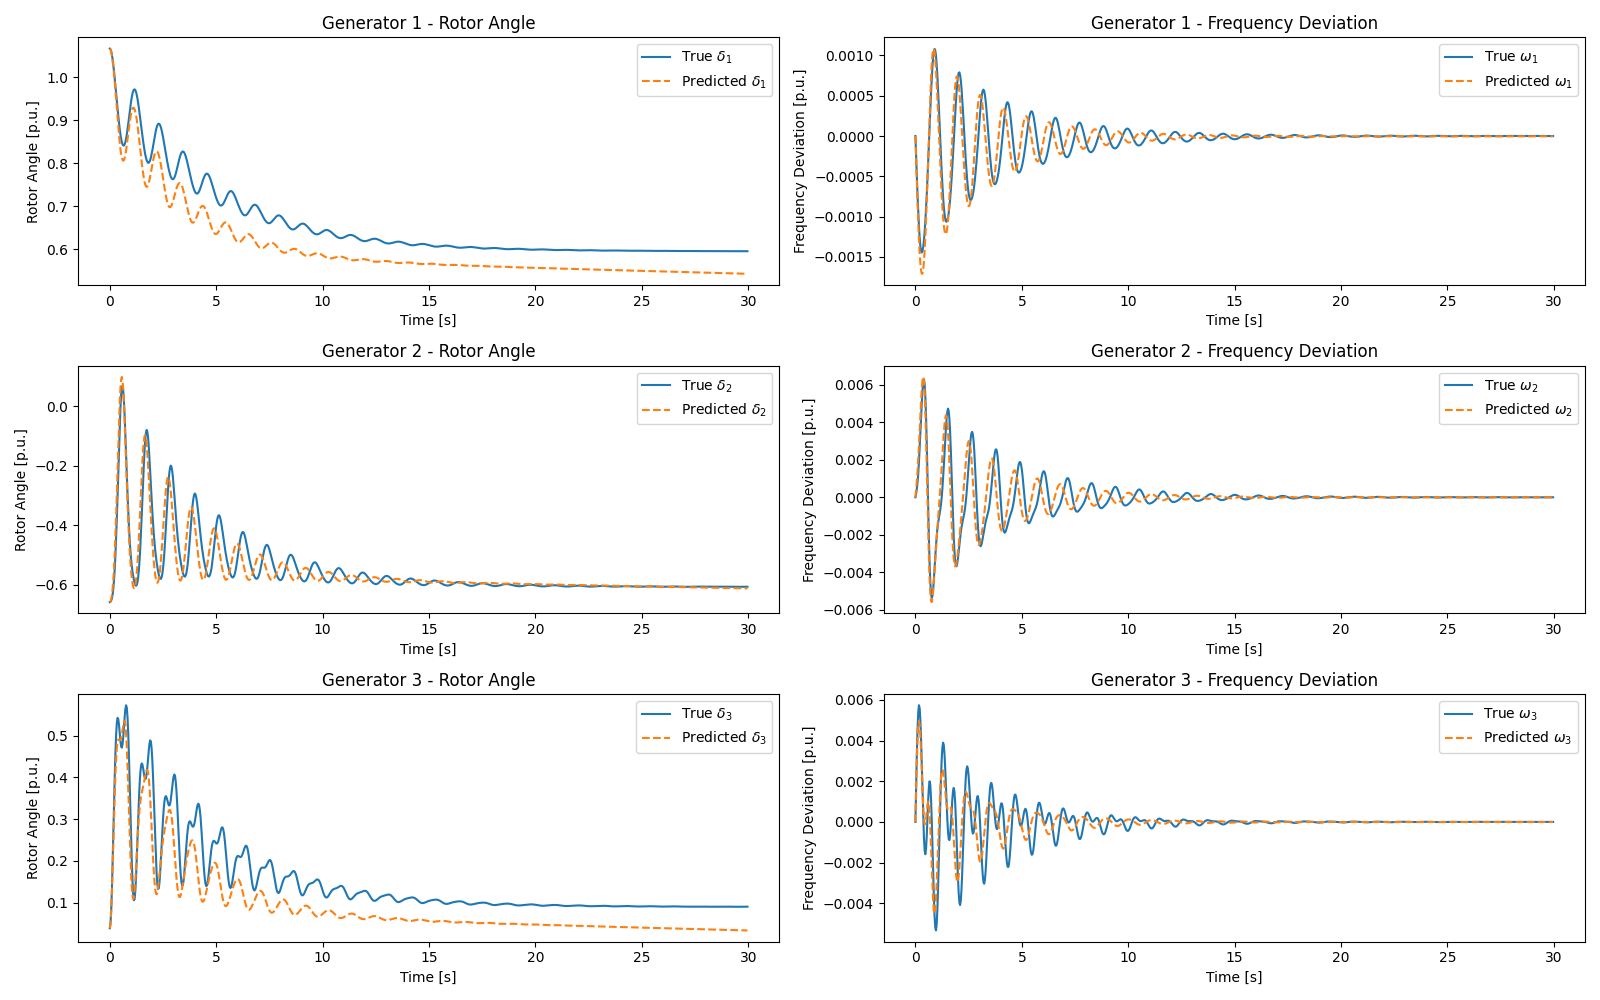 Generator 1 - Rotor Angle
True δ1
Predicted δ1
Rotor Angle [p.u.]
1.0
0.9
0.8
0.7
0.6
0 5 10 15 20 25 30
Time [s]
Generator 1 - Frequency Deviation
True ω1
Predicted ω1
Frequency Deviation [p.u.]
0.0010
0.0005
0.0000
−0.0005
−0.0010
−0.0015
0 5 10 15 20 25 30
Time [s]
Generator 2 - Rotor Angle
True δ2
Predicted δ2
Rotor Angle [p.u.]
0.0
−0.2
−0.4
−0.6
0 5 10 15 20 25 30
Time [s]
Generator 2 - Frequency Deviation
True ω2
Predicted ω2
Frequency Deviation [p.u.]
0.006
0.004
0.002
0.000
−0.002
−0.004
−0.006
0 5 10 15 20 25 30
Time [s]
Generator 3 - Rotor Angle
True δ3
Predicted δ3
Rotor Angle [p.u.]
0.5
0.4
0.3
0.2
0.1
0 5 10 15 20 25 30
Time [s]
Generator 3 - Frequency Deviation
True ω3
Predicted ω3
Frequency Deviation [p.u.]
0.006
0.004
0.002
0.000
−0.002
−0.004
0 5 10 15 20 25 30
Time [s]